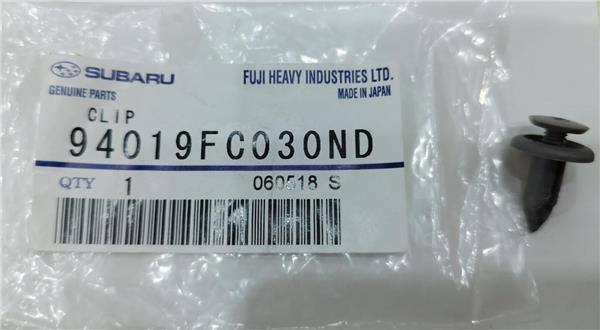 SUBARU FUJI HEAVY INDUSTRIES LTD.
GENUINE PARTS MADE IN JAPAN
CLIP
94019FC030ND
QTY 1 060518 S